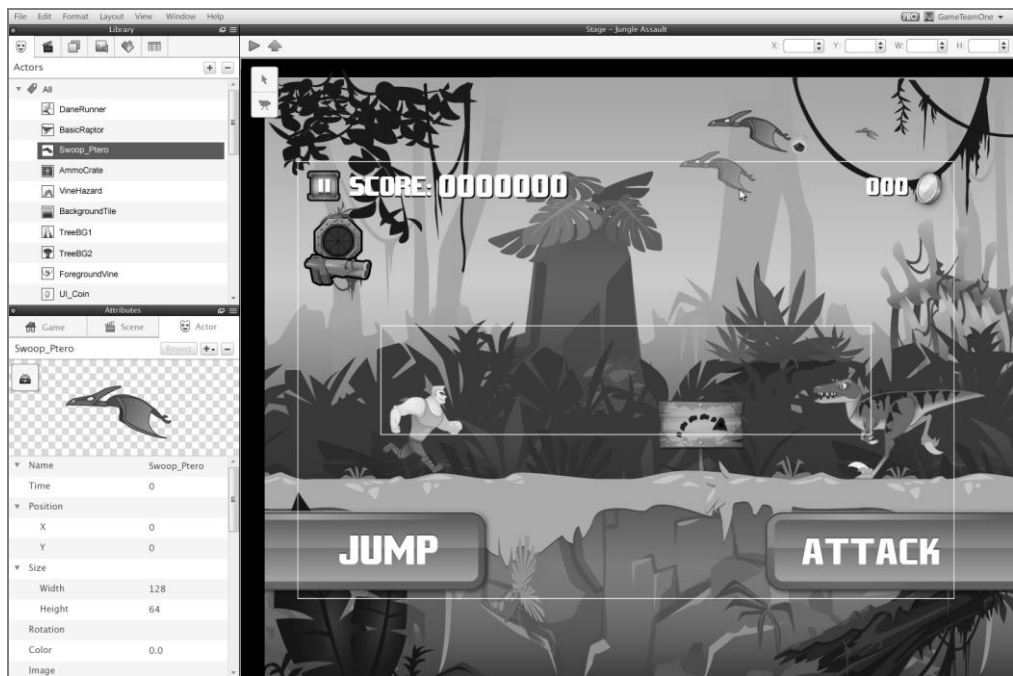 File Edit Format Layout View Window Help PRO GameTeamOne
Library
Stage – Jungle Assault
X: Y: W: H:
Actors
All
DaneRunner
BasicRaptor
Swoop_Ptero
AmmoCrate
VineHazard
BackgroundTile
TreeBG1
TreeBG2
ForegroundVine
UI_Coin
SCORE: 0000000
000
Attributes
Game Scene Actor
Swoop_Ptero Revert
Name Swoop_Ptero
Time 0
Position
X 0
Y 0
Size
Width 128
Height 64
Rotation
Color 0.0
Image
JUMP
ATTACK